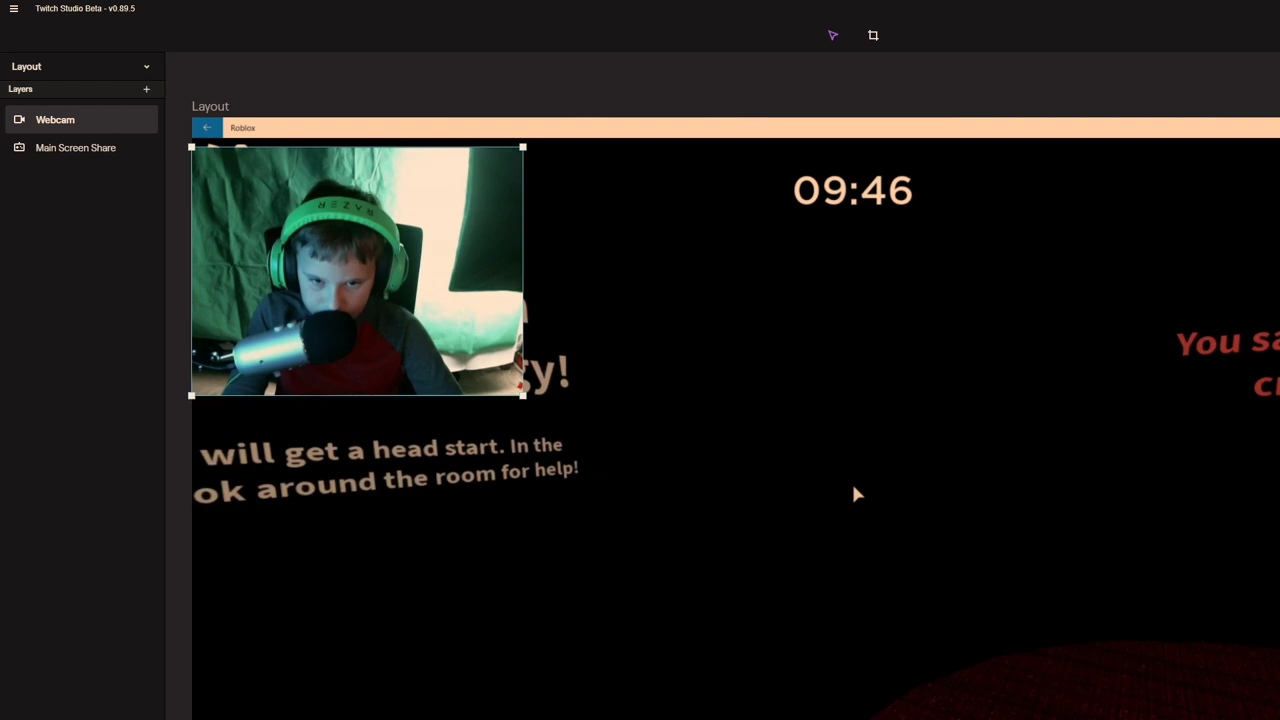 Twitch Studio Beta - v0.89.5
Layout
Layers
Webcam
Main Screen Share
Layout
Roblox
RAZER
09:46
gy!
will get a head start. In the
ok around the room for help!
You sa